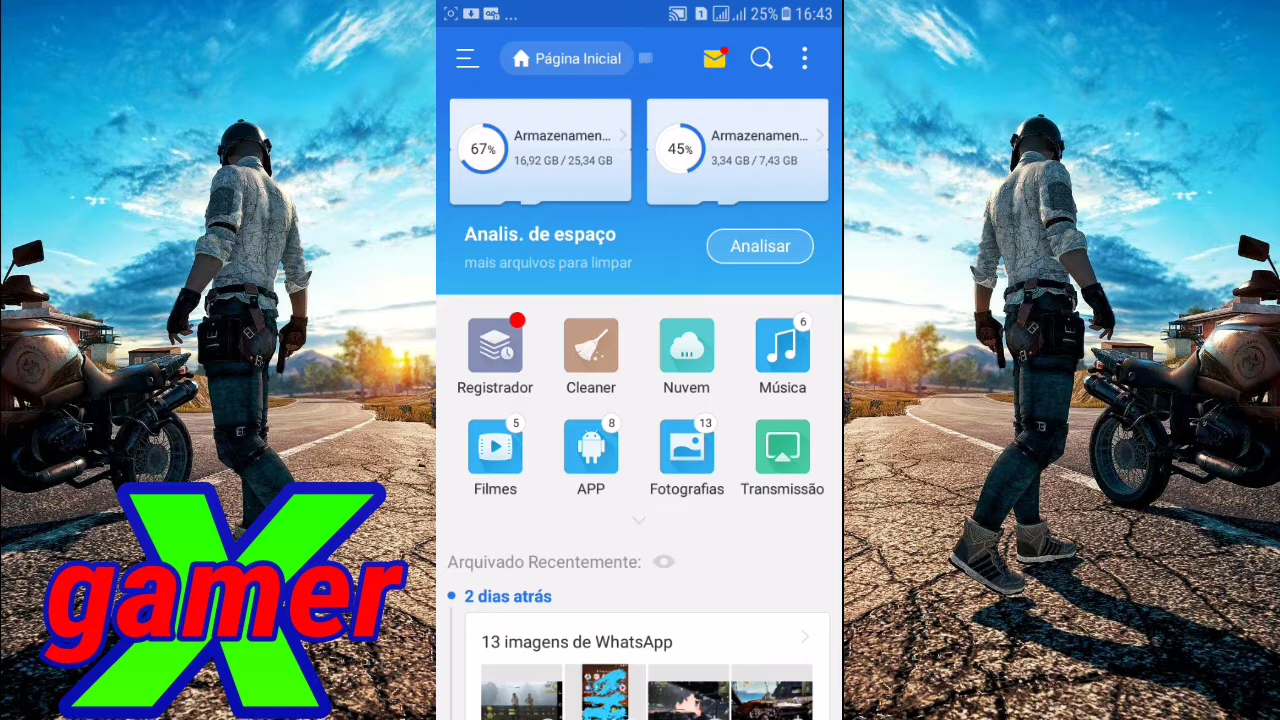 25% 16:43
Página Inicial
67%
Armazenamen...
16,92 GB / 25,34 GB
45%
Armazenamen...
3,34 GB / 7,43 GB
Analis. de espaço
mais arquivos para limpar
Analisar
6
Registrador
Cleaner
Nuvem
Música
5
8
13
Filmes
APP
Fotografias
Transmissão
Arquivado Recentemente:
2 dias atrás
13 imagens de WhatsApp
X
gamer